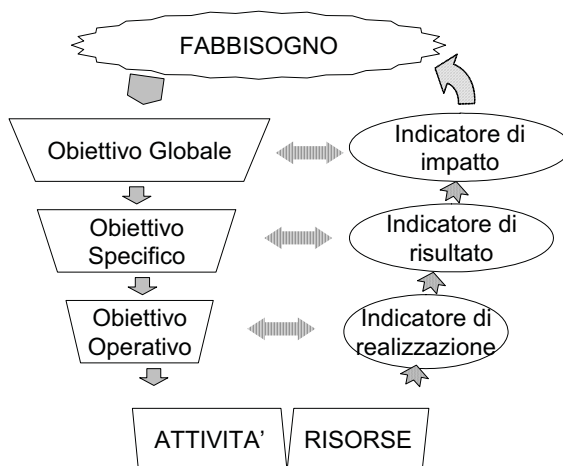 FABBISOGNO
Obiettivo Globale
Indicatore di
impatto
Obiettivo
Specifico
Indicatore di
risultato
Obiettivo
Operativo
Indicatore di
realizzazione
ATTIVITA’
RISORSE